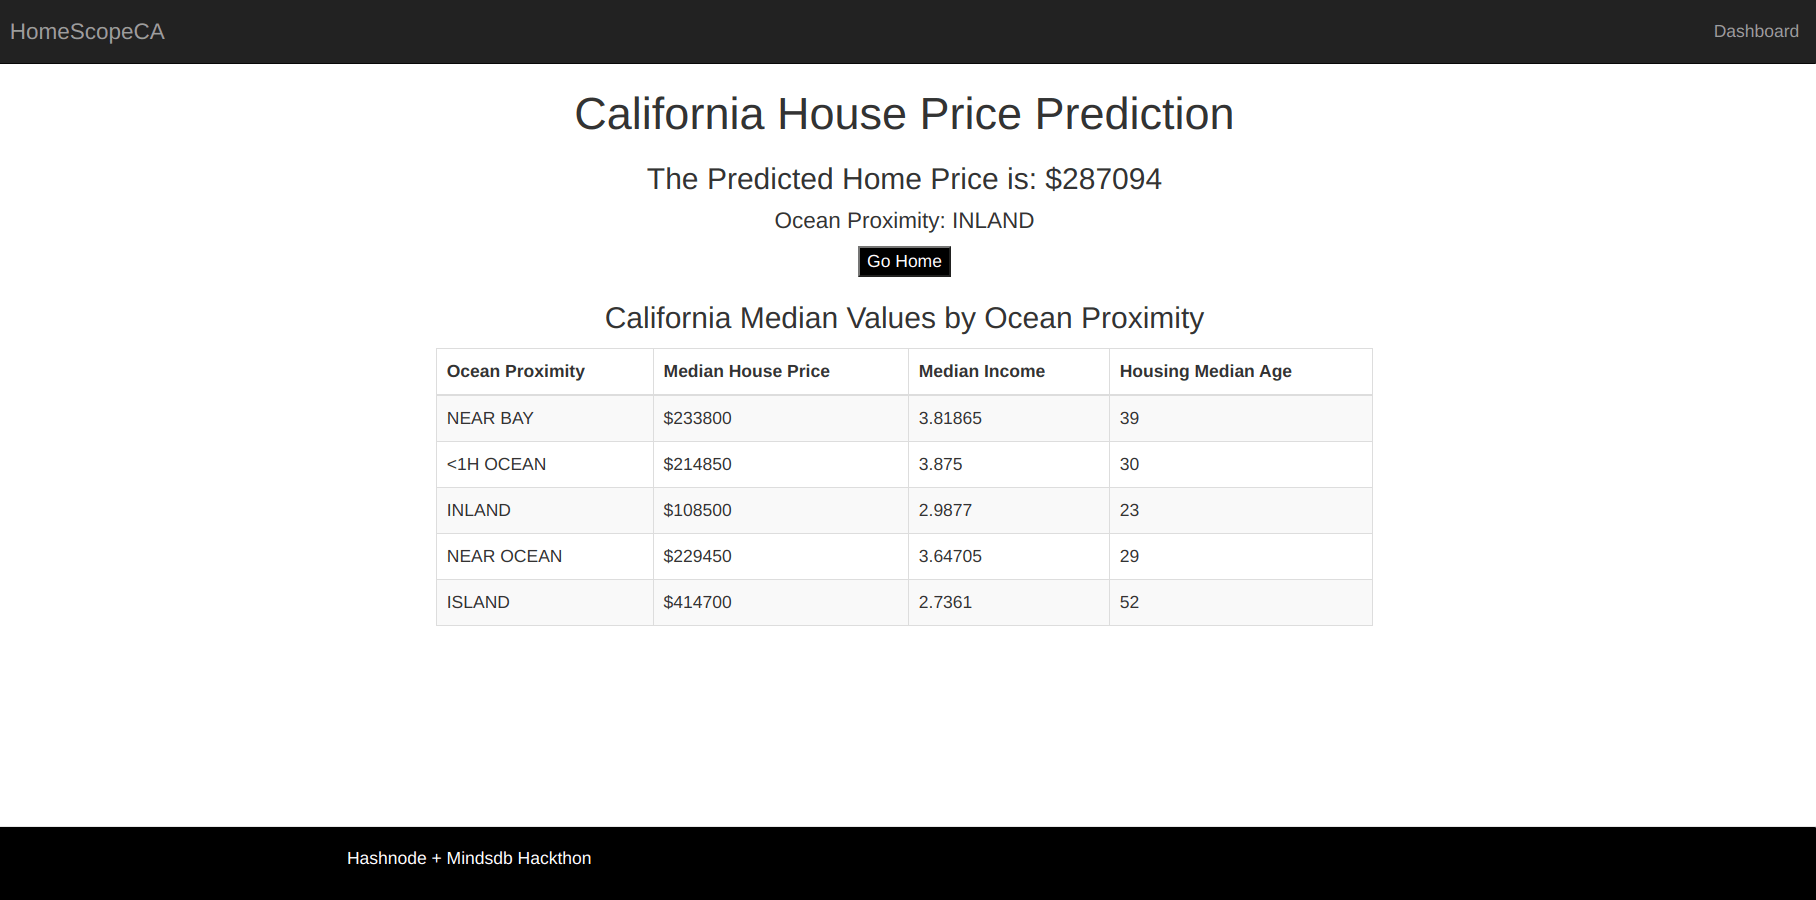 HomeScopeCA Dashboard
California House Price Prediction
The Predicted Home Price is: $287094
Ocean Proximity: INLAND
Go Home
California Median Values by Ocean Proximity
Ocean Proximity Median House Price Median Income Housing Median Age
NEAR BAY $233800 3.81865 39
<1H OCEAN $214850 3.875 30
INLAND $108500 2.9877 23
NEAR OCEAN $229450 3.64705 29
ISLAND $414700 2.7361 52
Hashnode + Mindsdb Hackthon